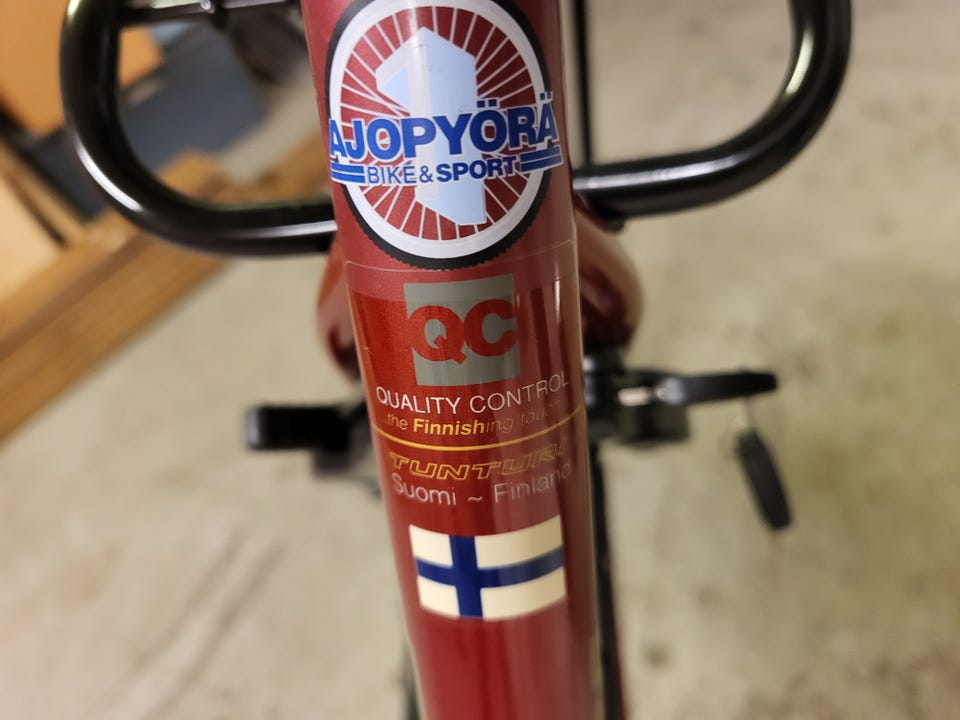 AJOPYÖRÄ
BIKE & SPORT
QC
QUALITY CONTROL
the Finnishing touch
TUNTURI
Suomi ~ Finland